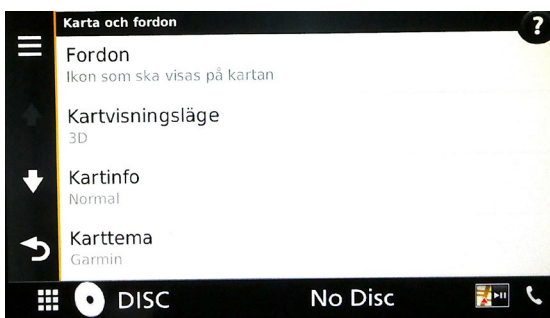 Karta och fordon
?
Fordon
Ikon som ska visas på kartan
Kartvisningsläge
3D
Kartinfo
Normal
Karttema
Garmin
DISC No Disc